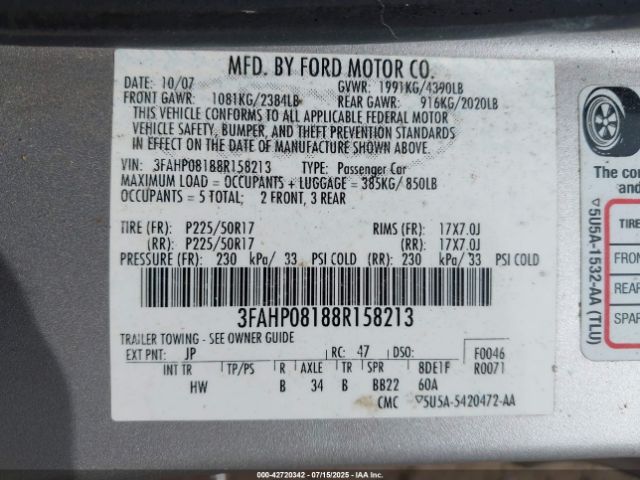 MFD. BY FORD MOTOR CO.
DATE: 10/07 GVWR: 1991KG/4390LB
FRONT GAWR: 1081KG/2384LB REAR GAWR: 916KG/2020LB
THIS VEHICLE CONFORMS TO ALL APPLICABLE FEDERAL MOTOR
VEHICLE SAFETY, BUMPER, AND THEFT PREVENTION STANDARDS
IN EFFECT ON THE DATE OF MANUFACTURE SHOWN ABOVE.
VIN: 3FAHP08188R158213 TYPE: Passenger Car
MAXIMUM LOAD = OCCUPANTS + LUGGAGE = 385KG/ 850LB
OCCUPANTS = 5 TOTAL; 2 FRONT, 3 REAR
TIRE (FR): P225/50R17 RIMS (FR): 17X7.0J
(RR): P225/50R17 (RR): 17X7.0J
PRESSURE (FR): 230 kPa/ 33 PSI COLD (RR): 230 kPa/ 33 PSI COLD
3FAHP08188R158213
TRAILER TOWING - SEE OWNER GUIDE
EXT PNT: JP RC: 47 DSO: F0046
INT TR TP/PS R AXLE TR SPR 8DE1F R0071
HW B 34 B BB22 60A
CMC ▽5U5A-5420472-AA
The co
and
▽5U5A-1532-AA (TLU)
TIRE
FRON
REAR
SPAR
000-42720342 - 07/15/2025 - IAAI.com